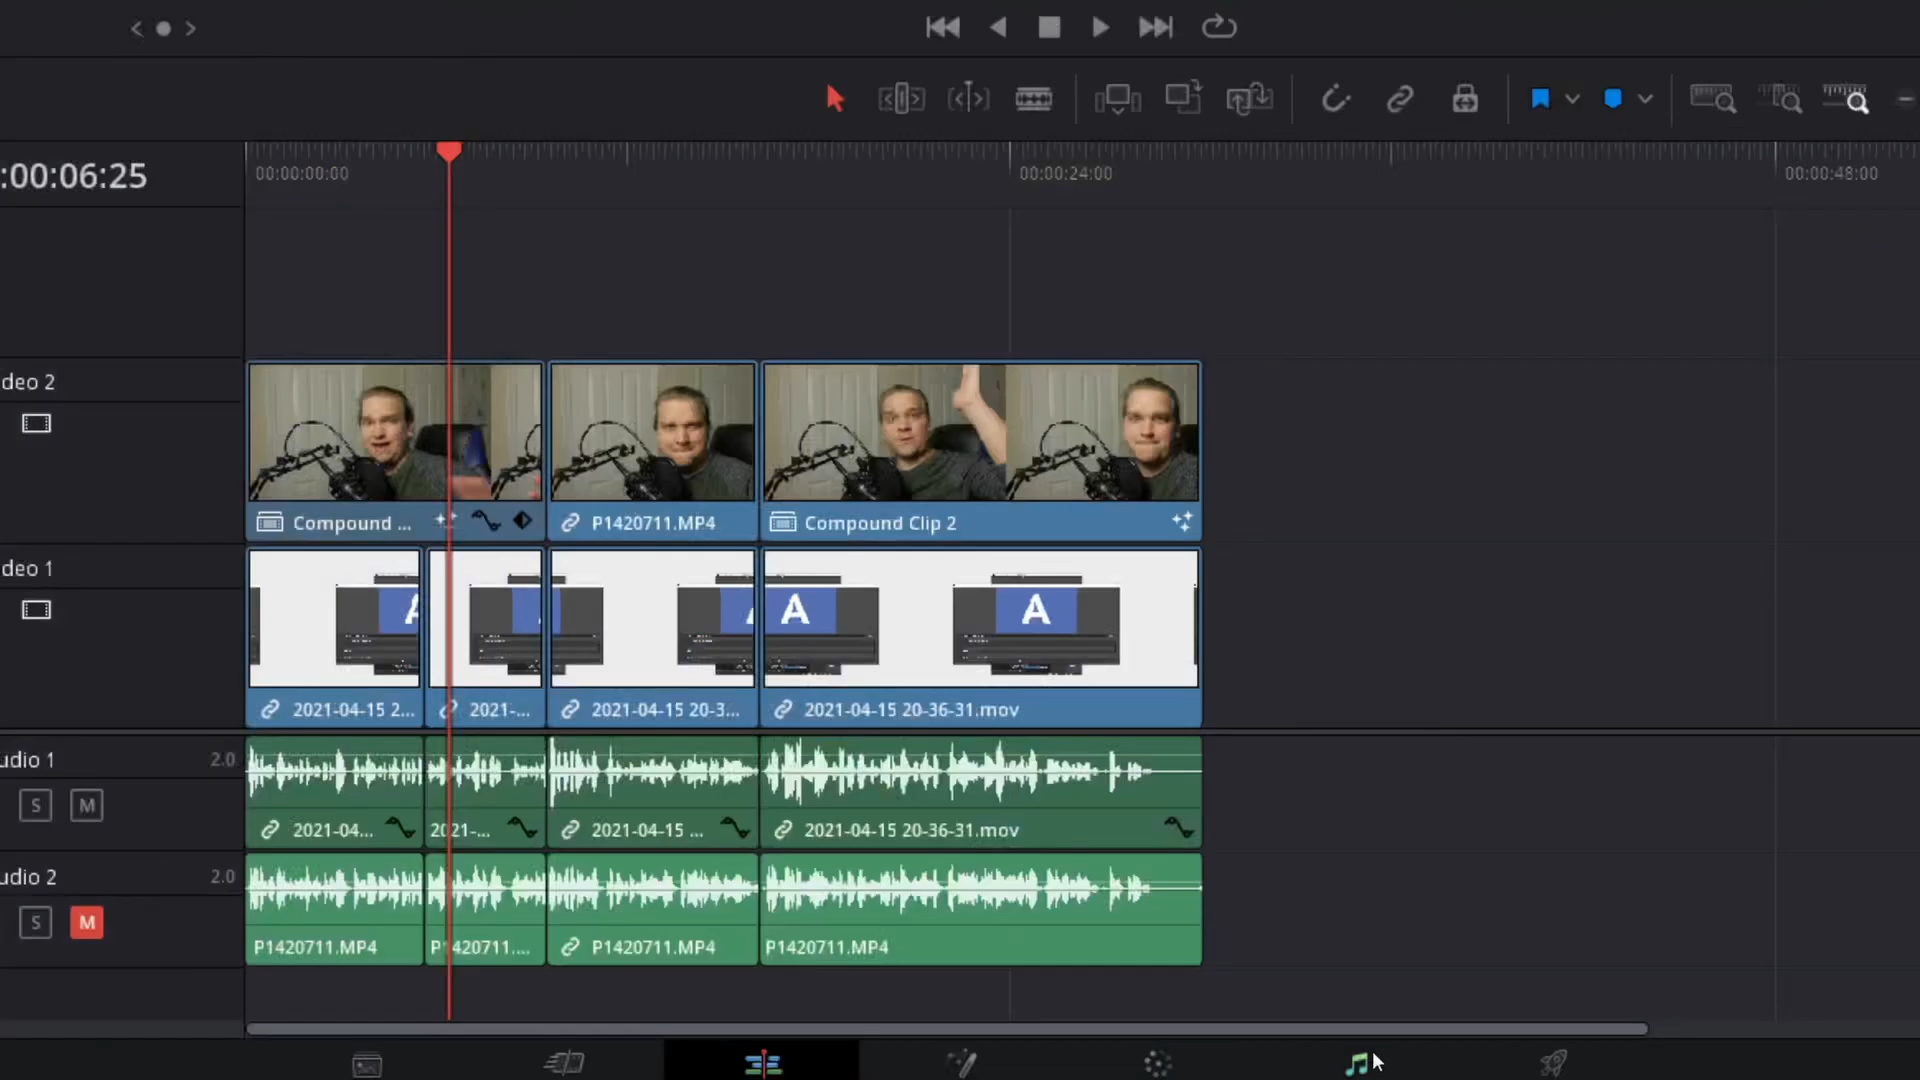 :00:06:25
00:00:00:00
00:00:24:00
00:00:48:00
deo 2
Compound ...
P1420711.MP4
Compound Clip 2
deo 1
A
A
A
2021-04-15 2...
2021-...
2021-04-15 20-3...
2021-04-15 20-36-31.mov
udio 1
2.0
S
M
2021-04...
2021-...
2021-04-15 ...
2021-04-15 20-36-31.mov
udio 2
2.0
S
M
P1420711.MP4
P1420711....
P1420711.MP4
P1420711.MP4